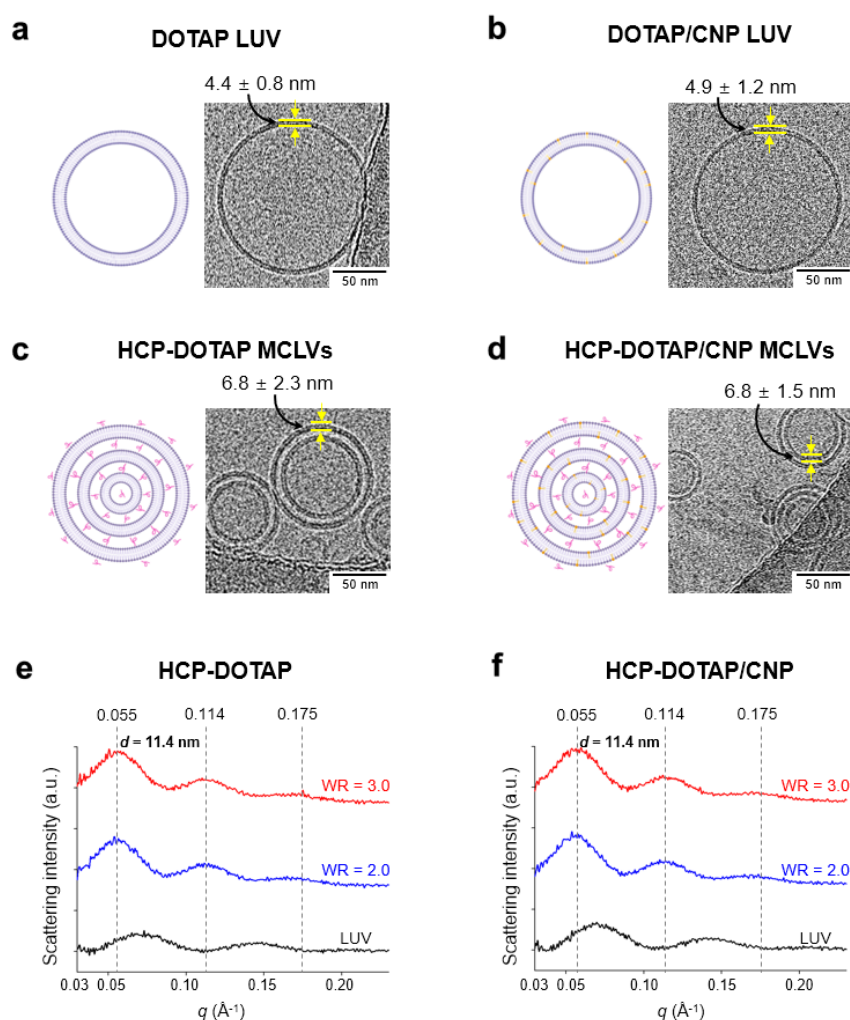 a
DOTAP LUV
4.4 ± 0.8 nm
50 nm
b
DOTAP/CNP LUV
4.9 ± 1.2 nm
50 nm
c
HCP-DOTAP MCLVs
6.8 ± 2.3 nm
50 nm
d
HCP-DOTAP/CNP MCLVs
6.8 ± 1.5 nm
50 nm
e
HCP-DOTAP
0.055 0.114 0.175
d = 11.4 nm
WR = 3.0
WR = 2.0
LUV
Scattering intensity (a.u.)
0.03 0.05 0.10 0.15 0.20
q (Å⁻¹)
f
HCP-DOTAP/CNP
0.055 0.114 0.175
d = 11.4 nm
WR = 3.0
WR = 2.0
LUV
Scattering intensity (a.u.)
0.03 0.05 0.10 0.15 0.20
q (Å⁻¹)